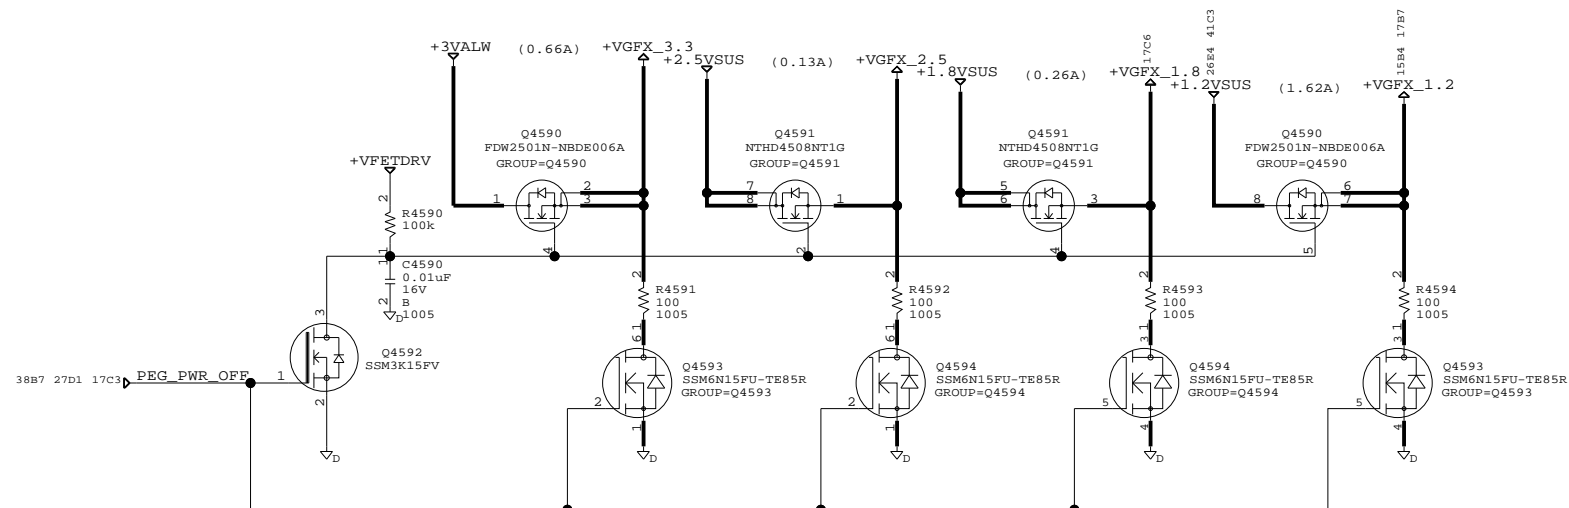 +3VALW
(0.66A)
+VGFX_3.3
+2.5VSUS
(0.13A)
+VGFX_2.5
+1.8VSUS
(0.26A)
+VGFX_1.8
17C6
+1.2VSUS
26E4 41C3
(1.62A)
+VGFX_1.2
15B4 17B7
Q4590
FDW2501N-NBDE006A
GROUP=Q4590
1
2
3
4
Q4591
NTHD4508NT1G
GROUP=Q4591
7
8
1
2
Q4591
NTHD4508NT1G
GROUP=Q4591
5
6
3
4
Q4590
FDW2501N-NBDE006A
GROUP=Q4590
8
6
7
5
+VFETDRV
2
R4590
100k
1
1
C4590
0.01uF
16V
B
1005
2
D
2
R4591
100
1005
1
2
R4592
100
1005
1
2
R4593
100
1005
1
2
R4594
100
1005
1
38B7 27D1 17C3
PEG_PWR_OFF
1
3
Q4592
SSM3K15FV
2
D
6
Q4593
SSM6N15FU-TE85R
GROUP=Q4593
2
1
D
6
Q4594
SSM6N15FU-TE85R
GROUP=Q4594
2
1
D
3
Q4594
SSM6N15FU-TE85R
GROUP=Q4594
5
4
D
3
Q4593
SSM6N15FU-TE85R
GROUP=Q4593
5
4
D